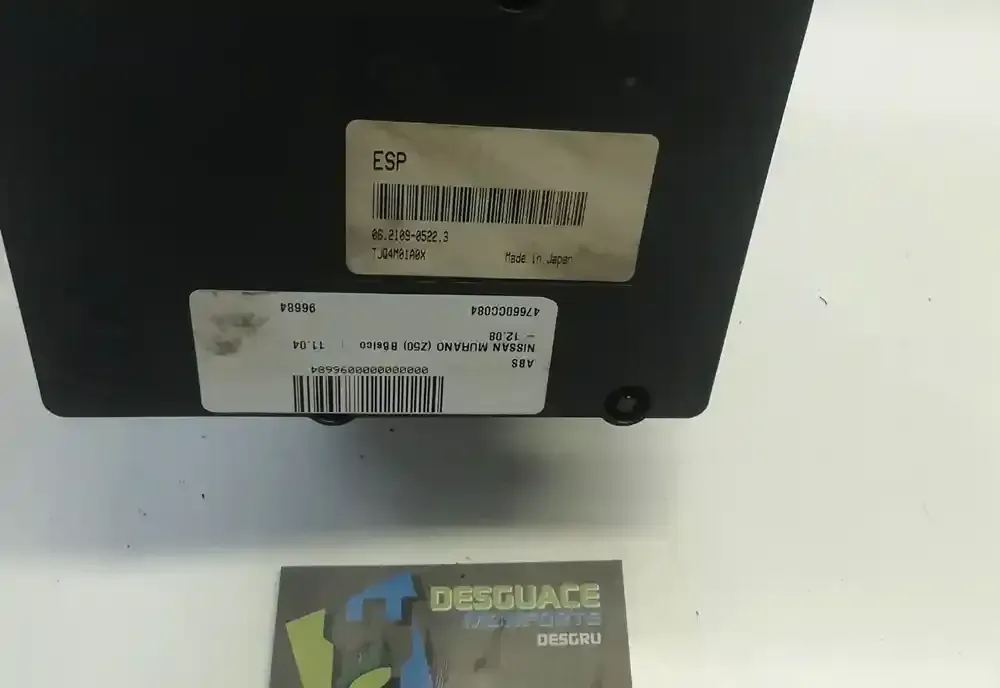 ESP
06.2109-0522.3
TJQ4M01A0X Made in Japan
0000000000096684
ABS
NISSAN MURANO (Z50) Básico | 11.04
– 12.08
47660CC084 96684
DESGUACE
DESGRU